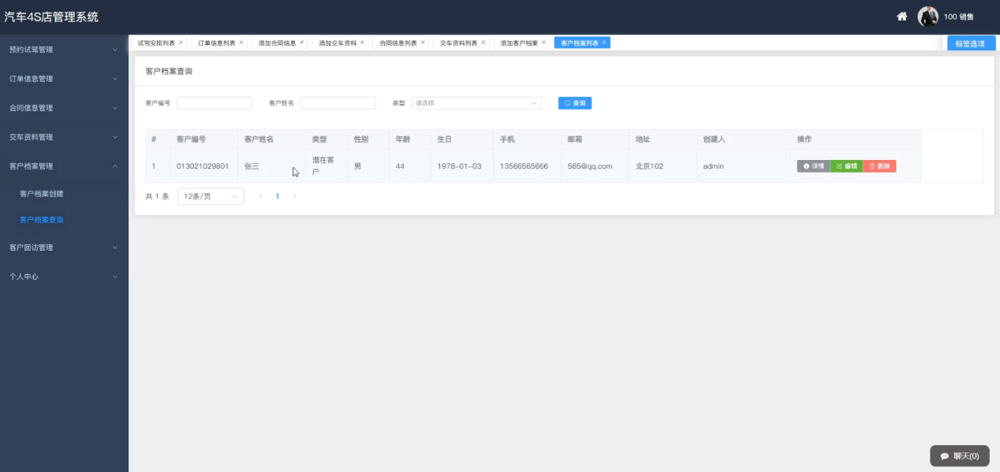 汽车4S店管理系统
100 销售
预约试驾管理
订单信息管理
合同信息管理
交车资料管理
客户档案管理
客户档案创建
客户档案查询
客户回访管理
个人中心
试驾安排列表 × 订单信息列表 × 添加合同信息 × 添加交车资料 × 合同信息列表 × 交车资料列表 × 添加客户档案 × 客户档案列表 × 标签选项
客户档案查询
客户编号 客户姓名 类型 请选择 查询
# 客户编号 客户姓名 类型 性别 年龄 生日 手机 邮箱 地址 创建人 操作
1 013021029801 张三 潜在客户 男 44 1978-01-03 13566565666 565@qq.com 北京102 admin 详情 编辑 删除
共 1 条 12条/页 1
聊天(0)